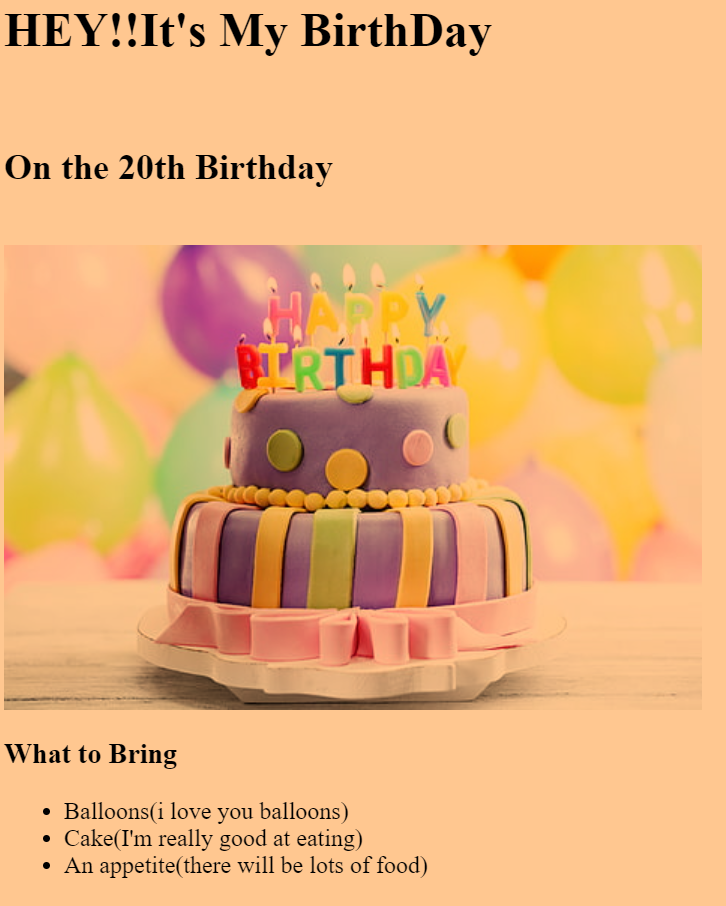 HEY!!It's My BirthDay
On the 20th Birthday
HAPPY
BIRTHDAY
What to Bring
Balloons(i love you balloons)
Cake(I'm really good at eating)
An appetite(there will be lots of food)